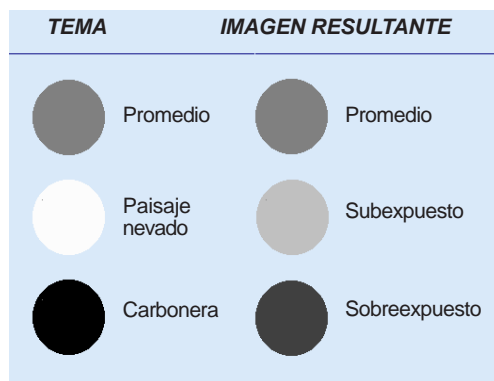 TEMA IMAGEN RESULTANTE
Promedio Promedio
Paisaje
nevado
Subexpuesto
Carbonera Sobreexpuesto